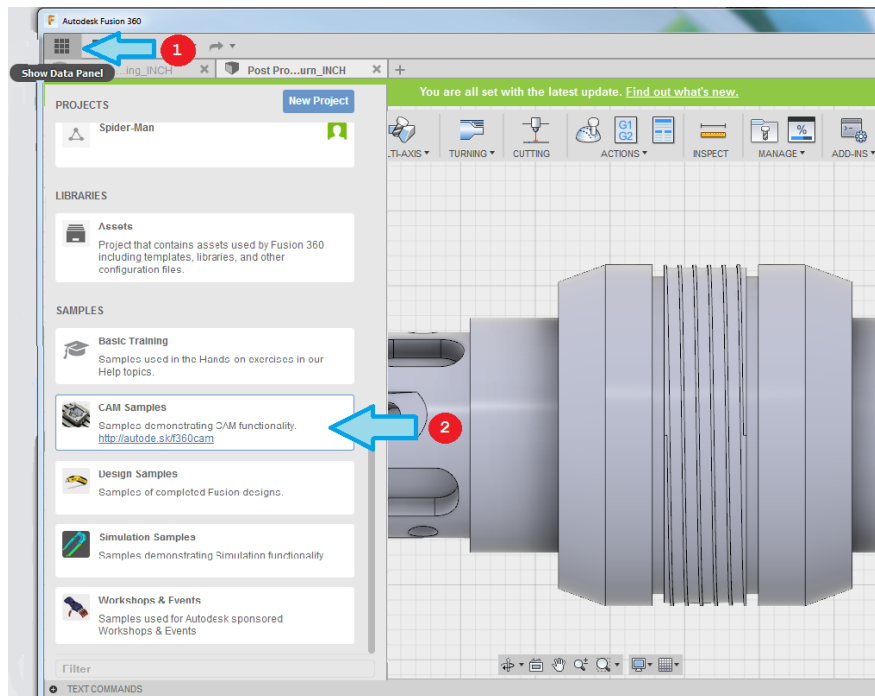 Autodesk Fusion 360
1
Show Data Panel
...ing_INCH
Post Pro...urn_INCH
You are all set with the latest update. Find out what's new.
PROJECTS
New Project
Spider-Man
LTI-AXIS
TURNING
CUTTING
G1
G2
ACTIONS
INSPECT
%
MANAGE
ADD-INS
LIBRARIES
Assets
Project that contains assets used by Fusion 360
including templates, libraries, and other
configuration files.
SAMPLES
Basic Training
Samples used in the Hands-on exercises in our
Help topics.
CAM Samples
Samples demonstrating CAM functionality.
http://autode.sk/f360cam
2
Design Samples
Samples of completed Fusion designs.
Simulation Samples
Samples demonstrating Simulation functionality
Workshops & Events
Samples used for Autodesk sponsored
Workshops & Events
Filter
TEXT COMMANDS